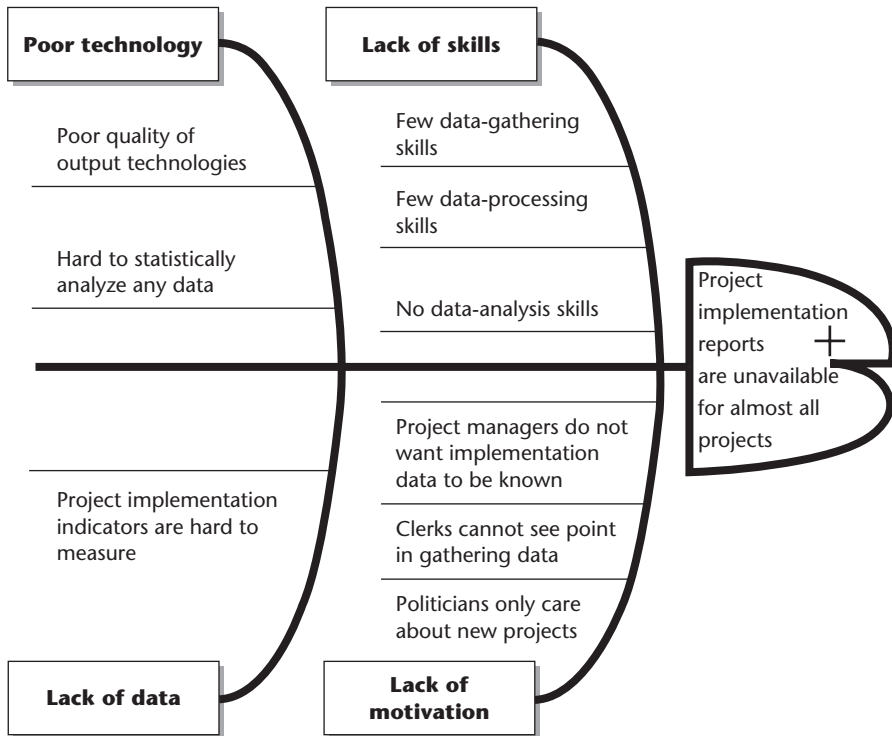 Poor technology
Poor quality of
output technologies
Hard to statistically
analyze any data
Lack of skills
Few data-gathering
skills
Few data-processing
skills
No data-analysis skills
Project implementation
indicators are hard to
measure
Lack of data
Project managers do not
want implementation
data to be known
Clerks cannot see point
in gathering data
Politicians only care
about new projects
Lack of
motivation
Project
implementation
reports
are unavailable
for almost all
projects